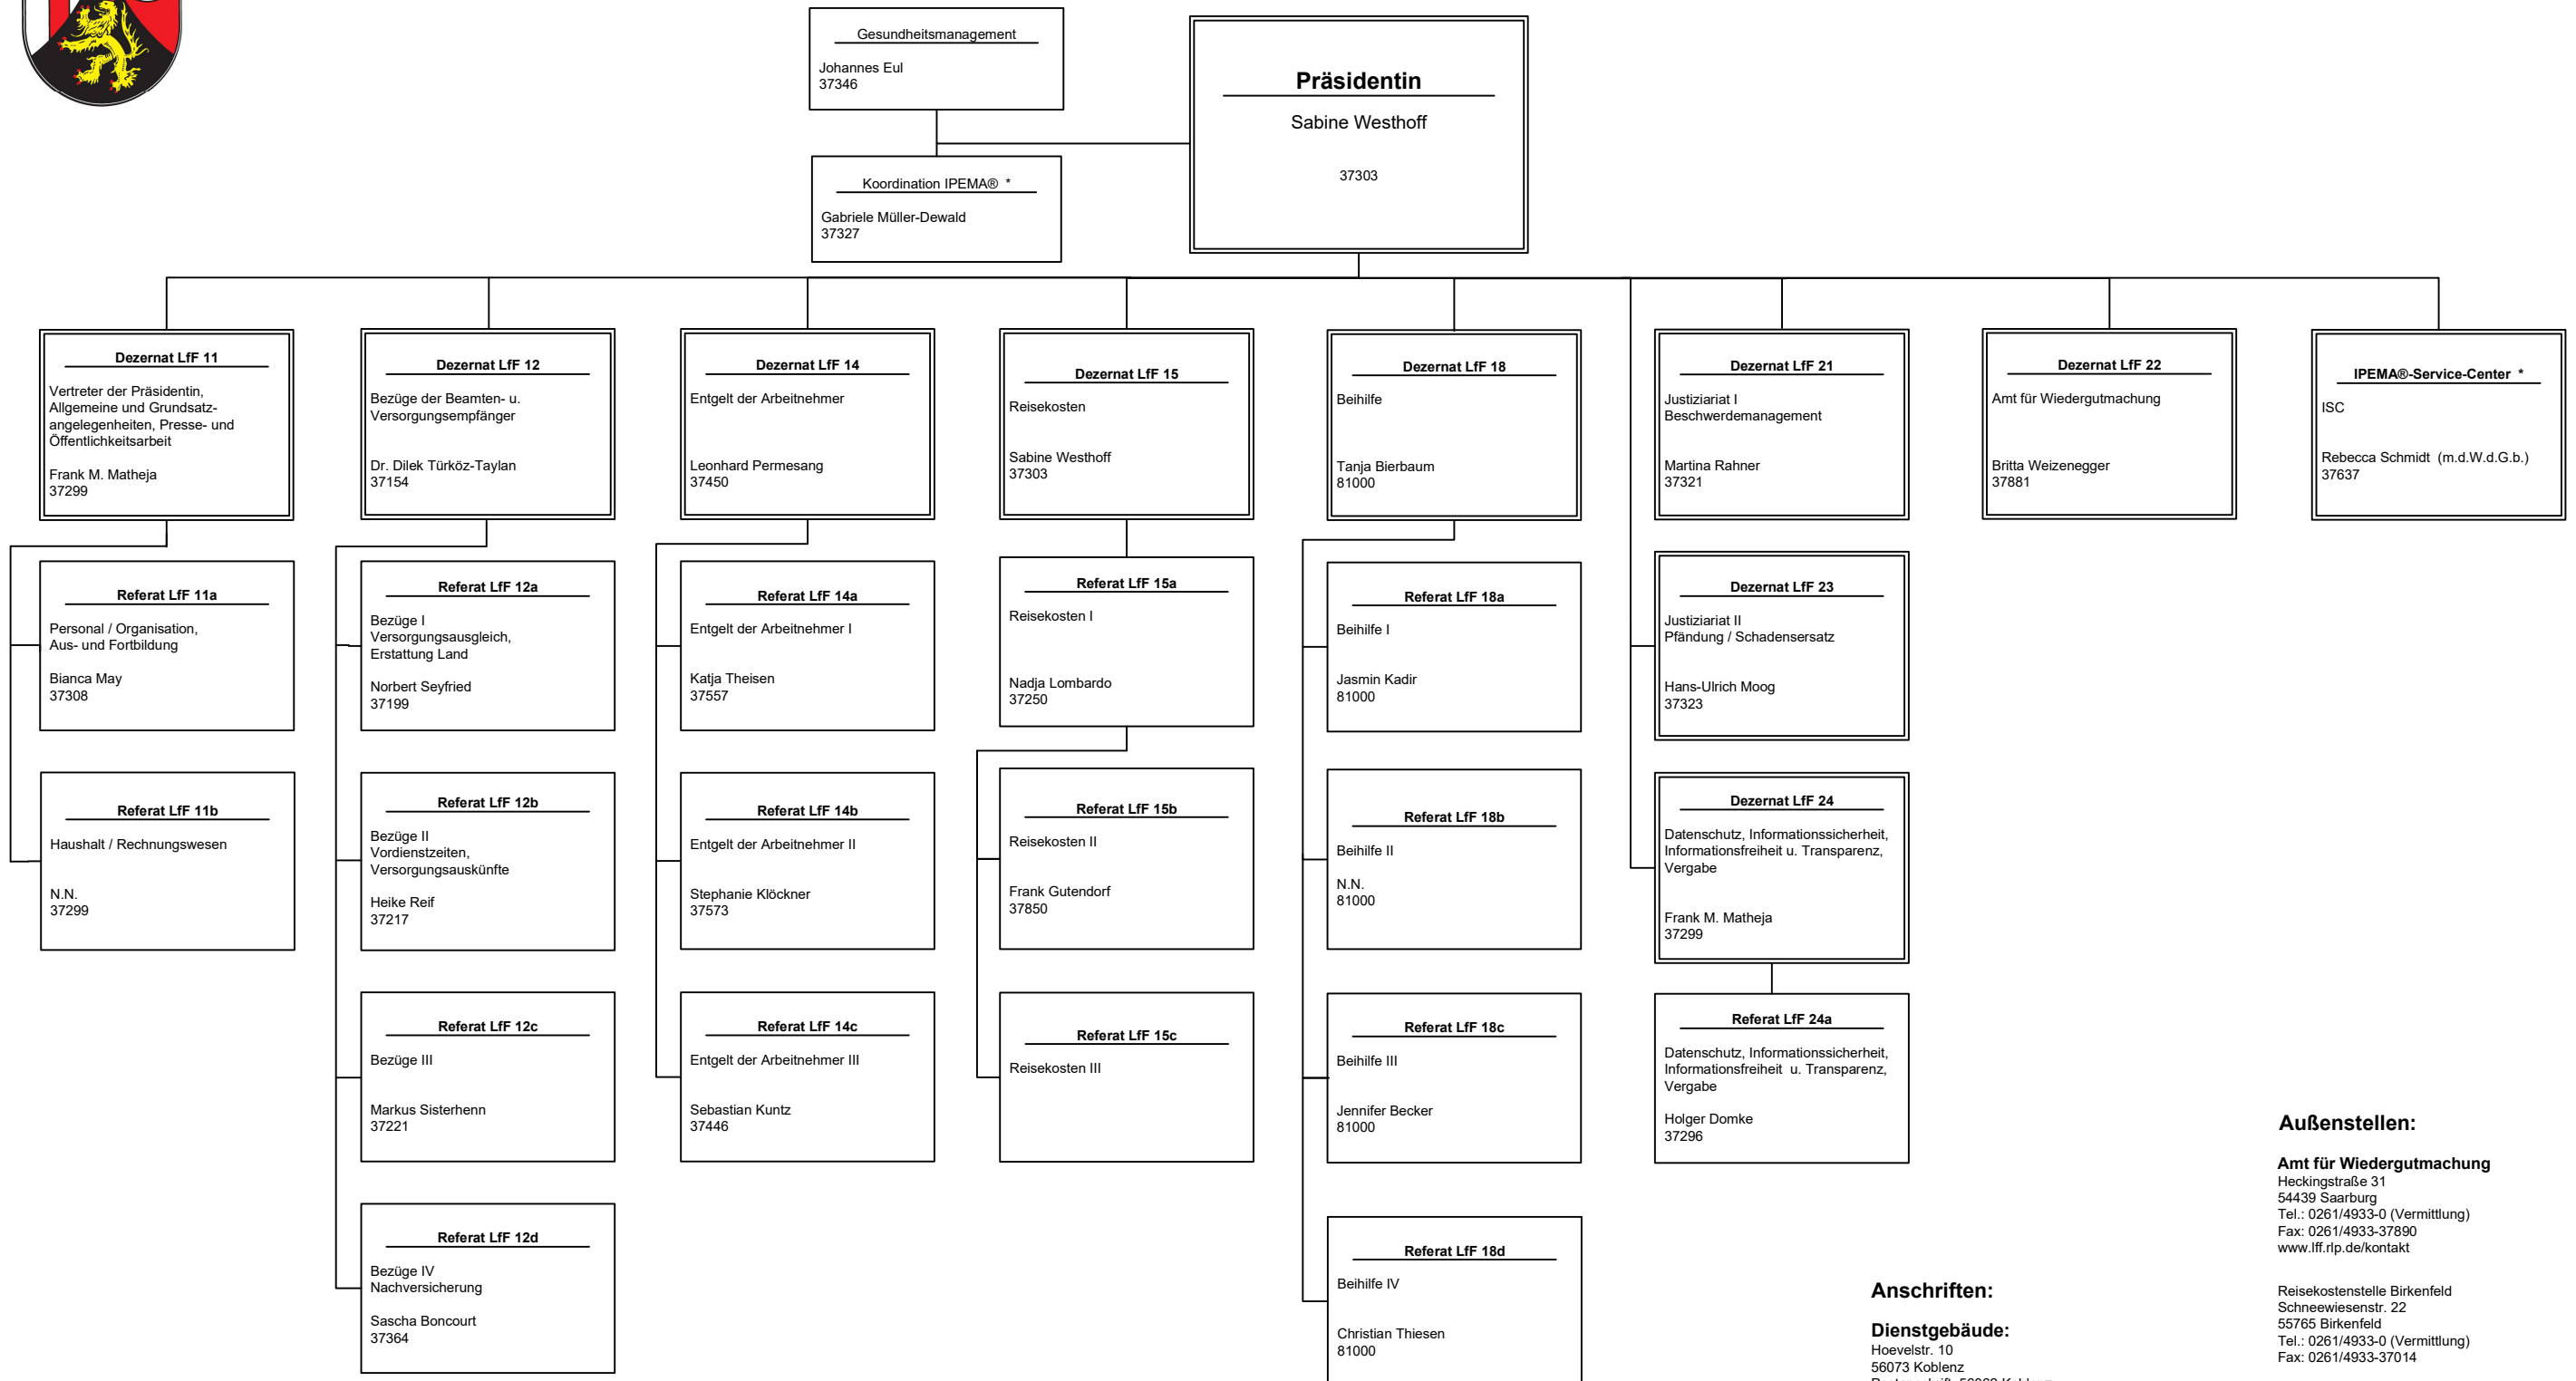 Gesundheitsmanagement
Johannes Eul
37346
Präsidentin
Sabine Westhoff
37303
Koordination IPEMA® *
Gabriele Müller-Dewald
37327
Dezernat LfF 11
Vertreter der Präsidentin,
Allgemeine und Grundsatz-
angelegenheiten, Presse- und
Öffentlichkeitsarbeit
Frank M. Matheja
37299
Dezernat LfF 12
Bezüge der Beamten- u.
Versorgungsempfänger
Dr. Dilek Türköz-Taylan
37154
Dezernat LfF 14
Entgelt der Arbeitnehmer
Leonhard Permesang
37450
Dezernat LfF 15
Reisekosten
Sabine Westhoff
37303
Dezernat LfF 18
Beihilfe
Tanja Bierbaum
81000
Dezernat LfF 21
Justiziariat I
Beschwerdemanagement
Martina Rahner
37321
Dezernat LfF 22
Amt für Wiedergutmachung
Britta Weizenegger
37881
IPEMA®-Service-Center *
ISC
Rebecca Schmidt (m.d.W.d.G.b.)
37637
Referat LfF 11a
Personal / Organisation,
Aus- und Fortbildung
Bianca May
37308
Referat LfF 12a
Bezüge I
Versorgungsausgleich,
Erstattung Land
Norbert Seyfried
37199
Referat LfF 14a
Entgelt der Arbeitnehmer I
Katja Theisen
37557
Referat LfF 15a
Reisekosten I
Nadja Lombardo
37250
Referat LfF 18a
Beihilfe I
Jasmin Kadir
81000
Dezernat LfF 23
Justiziariat II
Pfändung / Schadensersatz
Hans-Ulrich Moog
37323
Referat LfF 11b
Haushalt / Rechnungswesen
N.N.
37299
Referat LfF 12b
Bezüge II
Vordienstzeiten,
Versorgungsauskünfte
Heike Reif
37217
Referat LfF 14b
Entgelt der Arbeitnehmer II
Stephanie Klöckner
37573
Referat LfF 15b
Reisekosten II
Frank Gutendorf
37850
Referat LfF 18b
Beihilfe II
N.N.
81000
Dezernat LfF 24
Datenschutz, Informationssicherheit,
Informationsfreiheit u. Transparenz,
Vergabe
Frank M. Matheja
37299
Referat LfF 12c
Bezüge III
Markus Sisterhenn
37221
Referat LfF 14c
Entgelt der Arbeitnehmer III
Sebastian Kuntz
37446
Referat LfF 15c
Reisekosten III
Referat LfF 18c
Beihilfe III
Jennifer Becker
81000
Referat LfF 24a
Datenschutz, Informationssicherheit,
Informationsfreiheit u. Transparenz,
Vergabe
Holger Domke
37296
Referat LfF 12d
Bezüge IV
Nachversicherung
Sascha Boncourt
37364
Referat LfF 18d
Beihilfe IV
Christian Thiesen
81000
Anschriften:
Dienstgebäude:
Hoevelstr. 10
56073 Koblenz
Außenstellen:
Amt für Wiedergutmachung
Heckingstraße 31
54439 Saarburg
Tel.: 0261/4933-0 (Vermittlung)
Fax: 0261/4933-37890
www.lff.rlp.de/kontakt
Reisekostenstelle Birkenfeld
Schneewiesenstr. 22
55765 Birkenfeld
Tel.: 0261/4933-0 (Vermittlung)
Fax: 0261/4933-37014